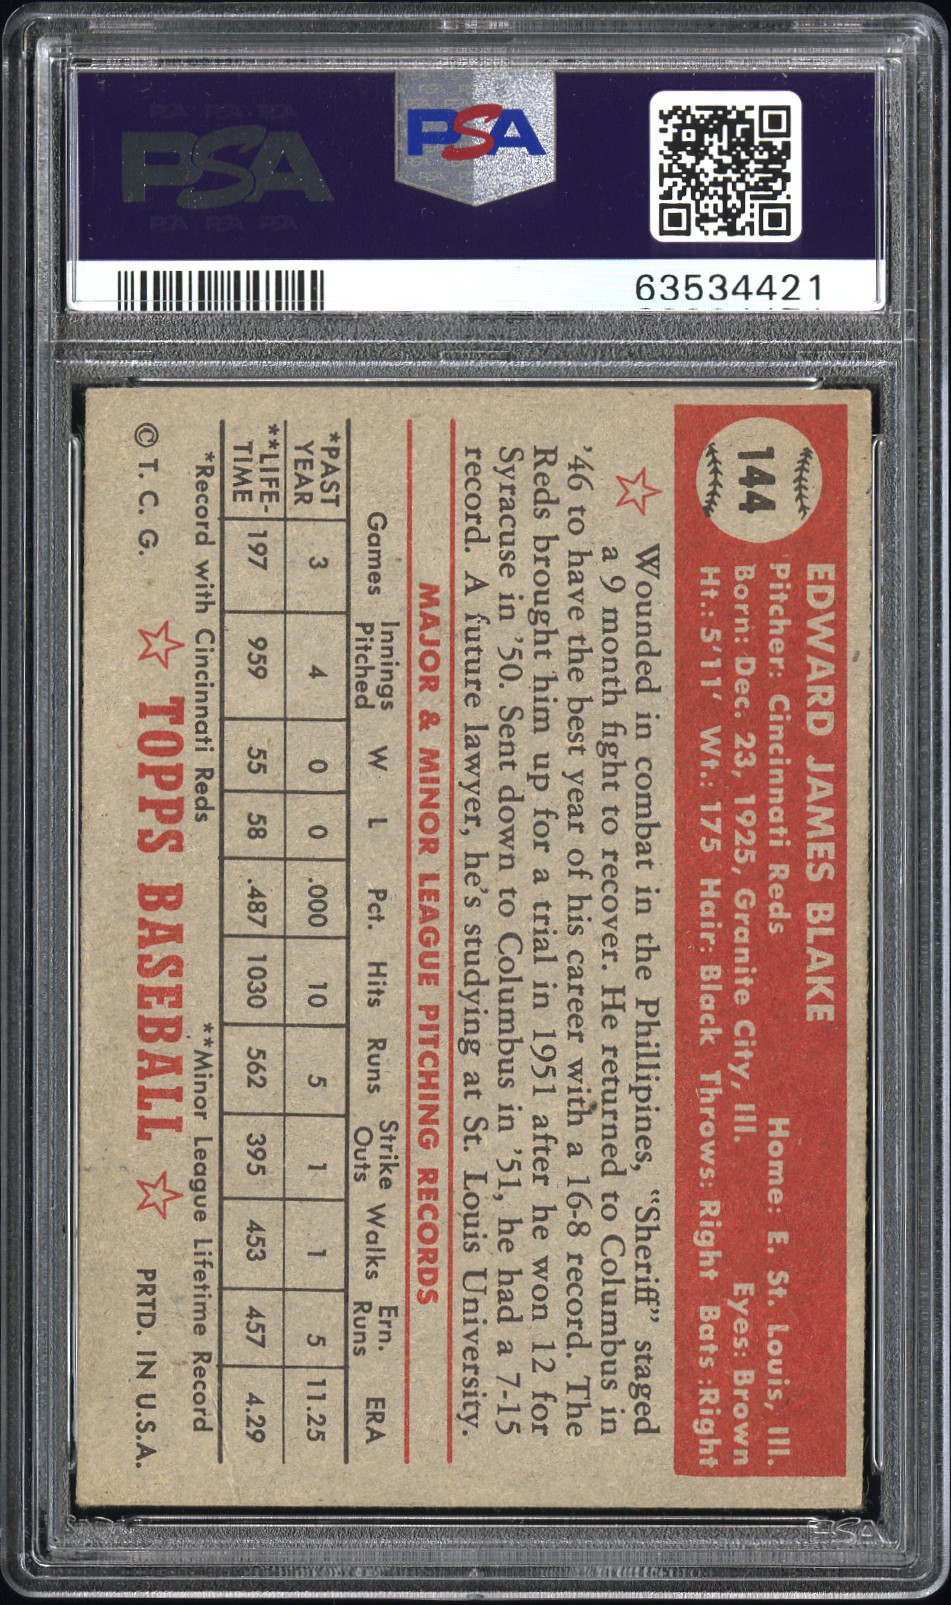 PSA
PSA PSA PSA
PSA
PSA PSA PSA
63534421
144
EDWARD JAMES BLAKE
Pitcher: Cincinnati Reds Home: E. St. Louis, Ill.
Born: Dec. 23, 1925, Granite City, Ill. Eyes: Brown
Ht.: 5'11' Wt.: 175 Hair: Black Throws: Right Bats :Right
Wounded in combat in the Phillipines, “Sheriff” staged
a 9 month fight to recover. He returned to Columbus in
’46 to have the best year of his career with a 16-8 record. The
Reds brought him up for a trial in 1951 after he won 12 for
Syracuse in ’50. Sent down to Columbus in ’51, he had a 7-15
record. A future lawyer, he’s studying at St. Louis University.
MAJOR & MINOR LEAGUE PITCHING RECORDS
Games Innings Pitched W L Pct. Hits Runs Strike Outs Walks Ern. Runs ERA
*PAST YEAR 3 4 0 0 .000 10 5 1 1 5 11.25
**LIFE-TIME 197 959 55 58 .487 1030 562 395 453 457 4.29
*Record with Cincinnati Reds **Minor League Lifetime Record
© T. C. G. TOPPS BASEBALL PRTD. IN U.S.A.
PSA